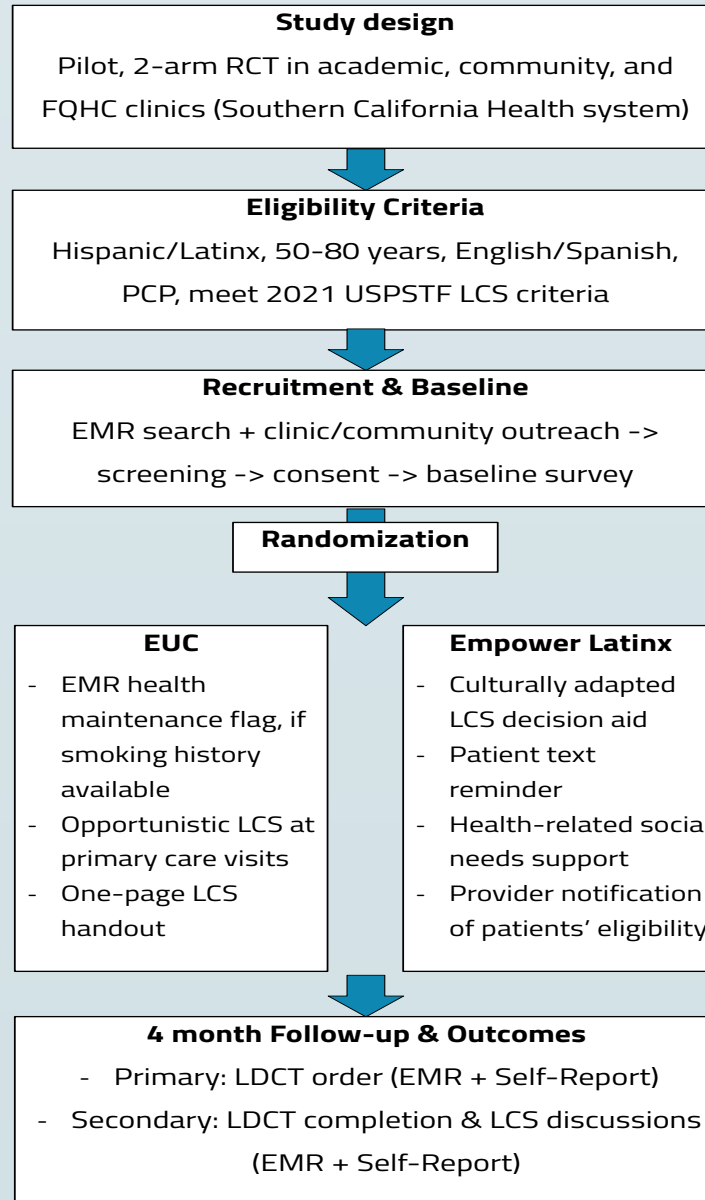 Study design
Pilot, 2-arm RCT in academic, community, and
FQHC clinics (Southern California Health system)
Eligibility Criteria
Hispanic/Latinx, 50-80 years, English/Spanish,
PCP, meet 2021 USPSTF LCS criteria
Recruitment & Baseline
EMR search + clinic/community outreach ->
screening -> consent -> baseline survey
Randomization
EUC
- EMR health
maintenance flag, if
smoking history
available
- Opportunistic LCS at
primary care visits
- One-page LCS
handout
Empower Latinx
- Culturally adapted
LCS decision aid
- Patient text
reminder
- Health-related social
needs support
- Provider notification
of patients’ eligibility
4 month Follow-up & Outcomes
- Primary: LDCT order (EMR + Self-Report)
- Secondary: LDCT completion & LCS discussions
(EMR + Self-Report)